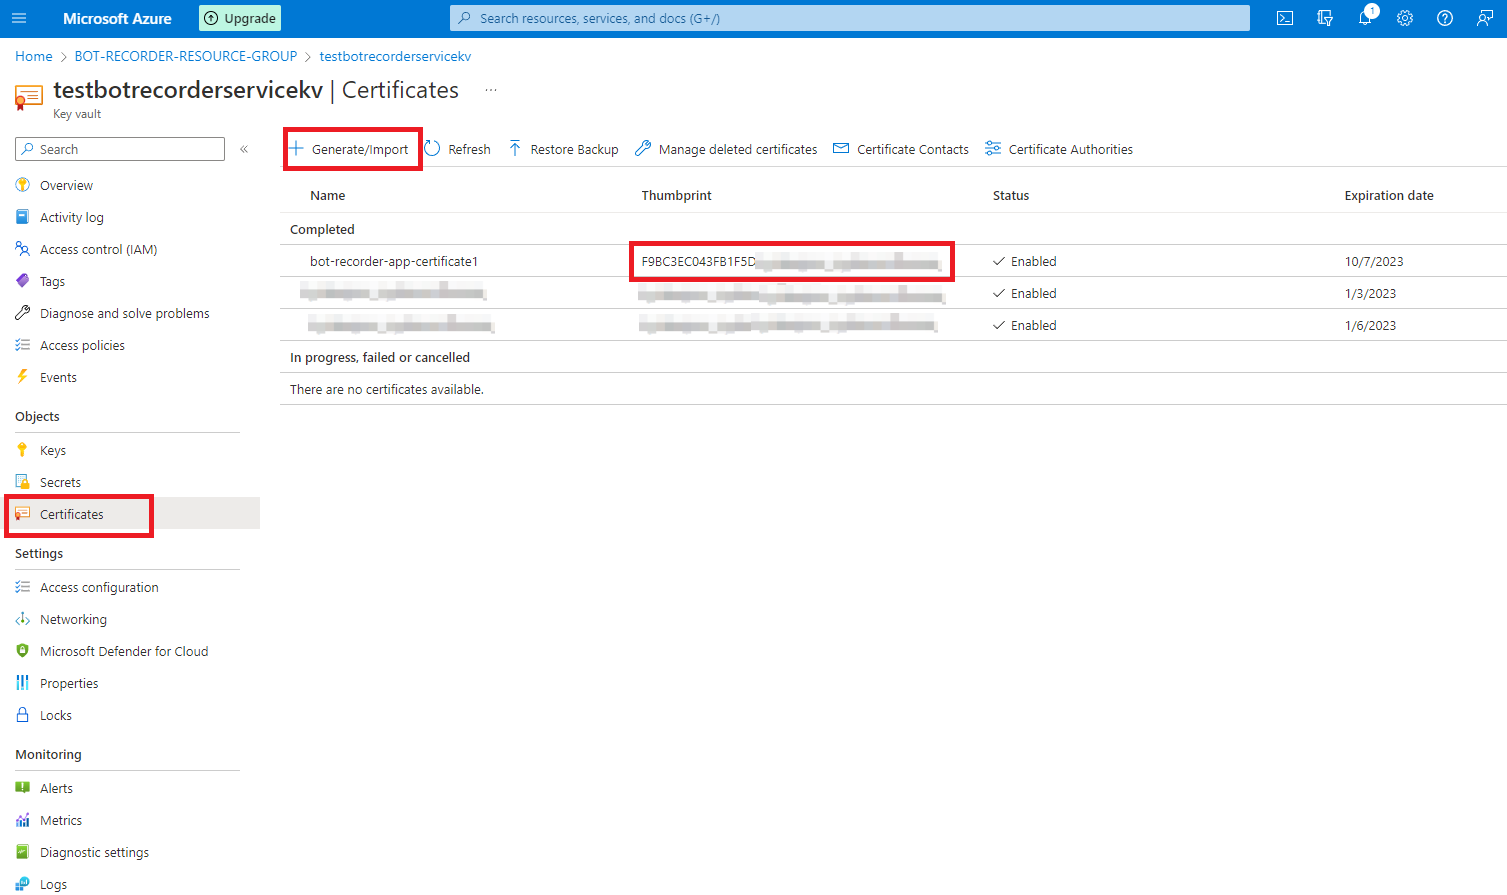 Microsoft Azure
Upgrade
Search resources, services, and docs (G+/)
1
Home > BOT-RECORDER-RESOURCE-GROUP > testbotrecorderservicekv
testbotrecorderservicekv | Certificates ...
Key vault
Search
«
Generate/Import
Refresh
Restore Backup
Manage deleted certificates
Certificate Contacts
Certificate Authorities
Overview
Activity log
Access control (IAM)
Tags
Diagnose and solve problems
Access policies
Events
Objects
Keys
Secrets
Certificates
Settings
Access configuration
Networking
Microsoft Defender for Cloud
Properties
Locks
Monitoring
Alerts
Metrics
Diagnostic settings
Logs
Name Thumbprint Status Expiration date
Completed
bot-recorder-app-certificate1 F9BC3EC043FB1F5D Enabled 10/7/2023
Enabled 1/3/2023
Enabled 1/6/2023
In progress, failed or cancelled
There are no certificates available.